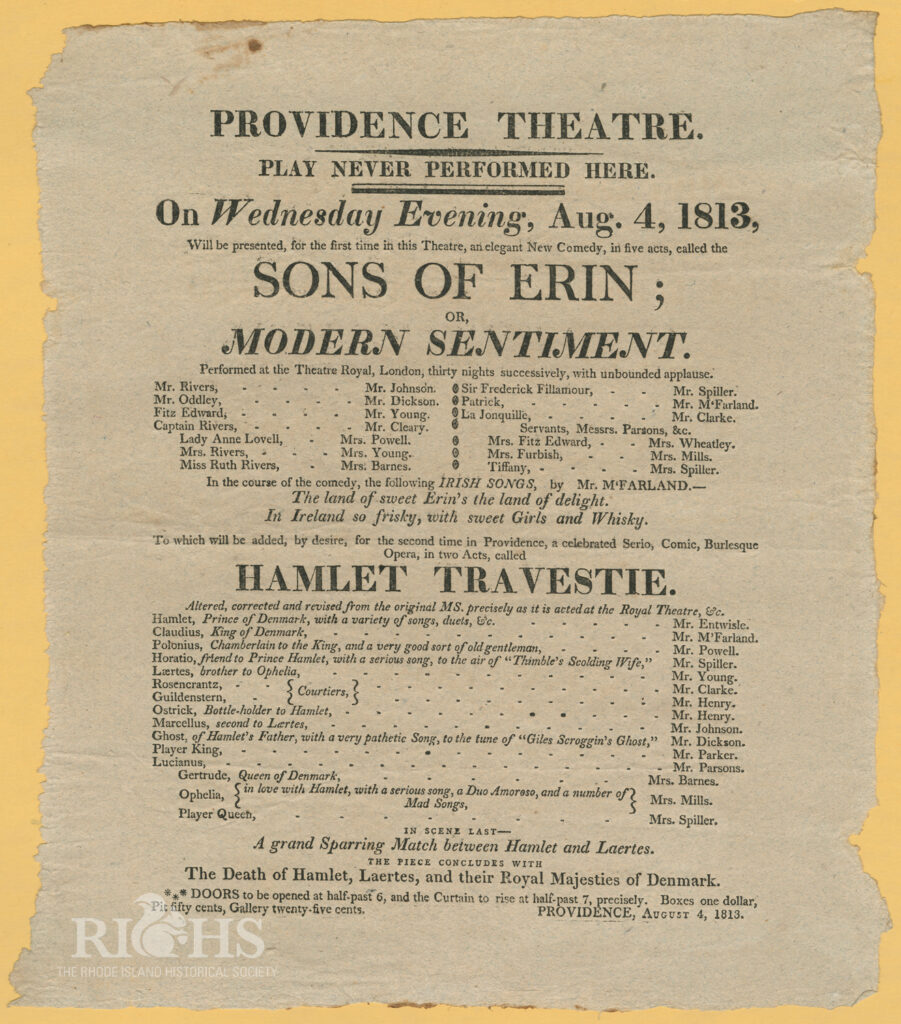 PROVIDENCE THEATRE.
PLAY NEVER PERFORMED HERE.
On Wednesday Evening, Aug. 4, 1813,
Will be presented, for the first time in this Theatre, an elegant New Comedy, in five acts, called the
SONS OF ERIN ;
OR,
MODERN SENTIMENT.
Performed at the Theatre Royal, London, thirty nights successively, with unbounded applause.
Mr. Rivers, - - - - Mr. Johnson.
Mr. Oddley, - - - - Mr. Dickson.
Fitz Edward, - - - - Mr. Young.
Captain Rivers, - - - - Mr. Cleary.
Lady Anne Lovell, - Mrs. Powell.
Mrs. Rivers, - - - Mrs. Young.
Miss Ruth Rivers, - Mrs. Barnes.
Sir Frederick Fillamour, - - Mr. Spiller.
Patrick, - - - - - Mr. M'Farland.
La Jonquille, - - - - Mr. Clarke.
Servants, Messrs. Parsons, &c.
Mrs. Fitz Edward, - - Mrs. Wheatley.
Mrs. Furbish, - - Mrs. Mills.
Tiffany, - - - - Mrs. Spiller.
In the course of the comedy, the following IRISH SONGS, by Mr. M'FARLAND.—
The land of sweet Erin's the land of delight.
In Ireland so frisky, with sweet Girls and Whisky.
To which will be added, by desire, for the second time in Providence, a celebrated Serio, Comic, Burlesque
Opera, in two Acts, called
HAMLET TRAVESTIE.
Altered, corrected and revised from the original MS. precisely as it is acted at the Royal Theatre, &c.
Hamlet, Prince of Denmark, with a variety of songs, duets, &c. - - - - Mr. Entwisle.
Claudius, King of Denmark, - - - - - - - - Mr. M'Farland.
Polonius, Chamberlain to the King, and a very good sort of old gentleman, - - - - Mr. Powell.
Horatio, friend to Prince Hamlet, with a serious song, to the air of "Thimble's Scolding Wife," Mr. Spiller.
Lærtes, brother to Ophelia, - - - - - - - - Mr. Young.
Rosencrantz, - - { Courtiers, } - - - - - - - Mr. Clarke.
Guildenstern, - - - - - - - - - Mr. Henry.
Ostrick, Bottle-holder to Hamlet, - - - - - - - - Mr. Henry.
Marcellus, second to Lærtes, - - - - - - - - Mr. Johnson.
Ghost, of Hamlet's Father, with a very pathetic Song, to the tune of "Giles Scroggin's Ghost," Mr. Dickson.
Player King, - - - - - - - - - - Mr. Parker.
Lucianus, - - - - - - - - - - - Mr. Parsons.
Gertrude, Queen of Denmark, - - - - - - - Mrs. Barnes.
Ophelia, { in love with Hamlet, with a serious song, a Duo Amoroso, and a number of
Mad Songs, } Mrs. Mills.
Player Queen, - - - - - - - - - Mrs. Spiller.
IN SCENE LAST—
A grand Sparring Match between Hamlet and Laertes.
THE PIECE CONCLUDES WITH
The Death of Hamlet, Laertes, and their Royal Majesties of Denmark.
*** DOORS to be opened at half-past 6, and the Curtain to rise at half-past 7, precisely. Boxes one dollar,
Pit fifty cents, Gallery twenty-five cents. PROVIDENCE, AUGUST 4, 1813.
RIHS
THE RHODE ISLAND HISTORICAL SOCIETY